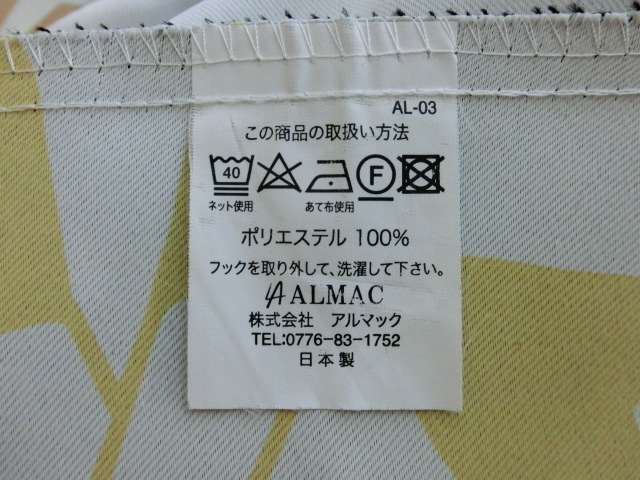 AL-03
この商品の取扱い方法
40 F
ネット使用 あて布使用
ポリエステル 100%
フックを取り外して、洗濯して下さい。
ALMAC
株式会社 アルマック
TEL:0776-83-1752
日本製